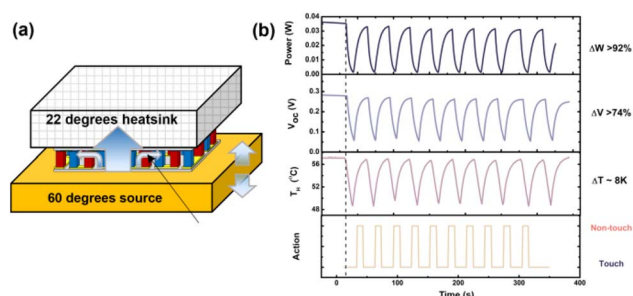 (a)
22 degrees heatsink
60 degrees source
(b)
Power (W)
0.04
0.03
0.02
0.01
0.00
ΔW >92%
V_OC (V)
0.3
0.2
0.1
0.0
ΔV >74%
T_H (°C)
56
52
48
ΔT ~ 8K
Action
Non-touch
Touch
0 100 200 300 400
Time (s)